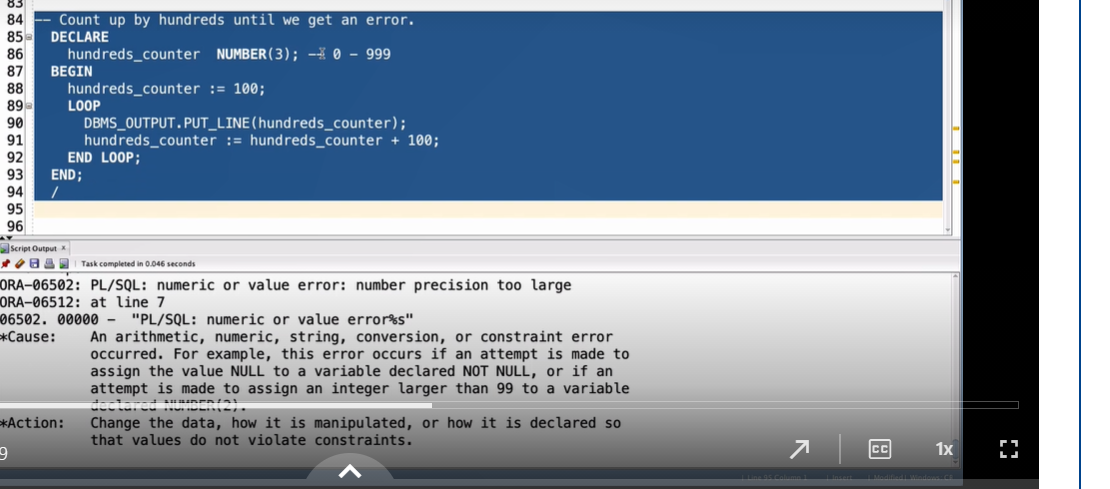 83
84 -- Count up by hundreds until we get an error.
85 DECLARE
86 hundreds_counter NUMBER(3); -- 0 - 999
87 BEGIN
88 hundreds_counter := 100;
89 LOOP
90 DBMS_OUTPUT.PUT_LINE(hundreds_counter);
91 hundreds_counter := hundreds_counter + 100;
92 END LOOP;
93 END;
94 /
95
96
Script Output x
Task completed in 0.046 seconds
ORA-06502: PL/SQL: numeric or value error: number precision too large
ORA-06512: at line 7
06502. 00000 - "PL/SQL: numeric or value error%s"
*Cause: An arithmetic, numeric, string, conversion, or constraint error
occurred. For example, this error occurs if an attempt is made to
assign the value NULL to a variable declared NOT NULL, or if an
attempt is made to assign an integer larger than 99 to a variable
declared NUMBER(2).
*Action: Change the data, how it is manipulated, or how it is declared so
that values do not violate constraints.
9
CC
1x